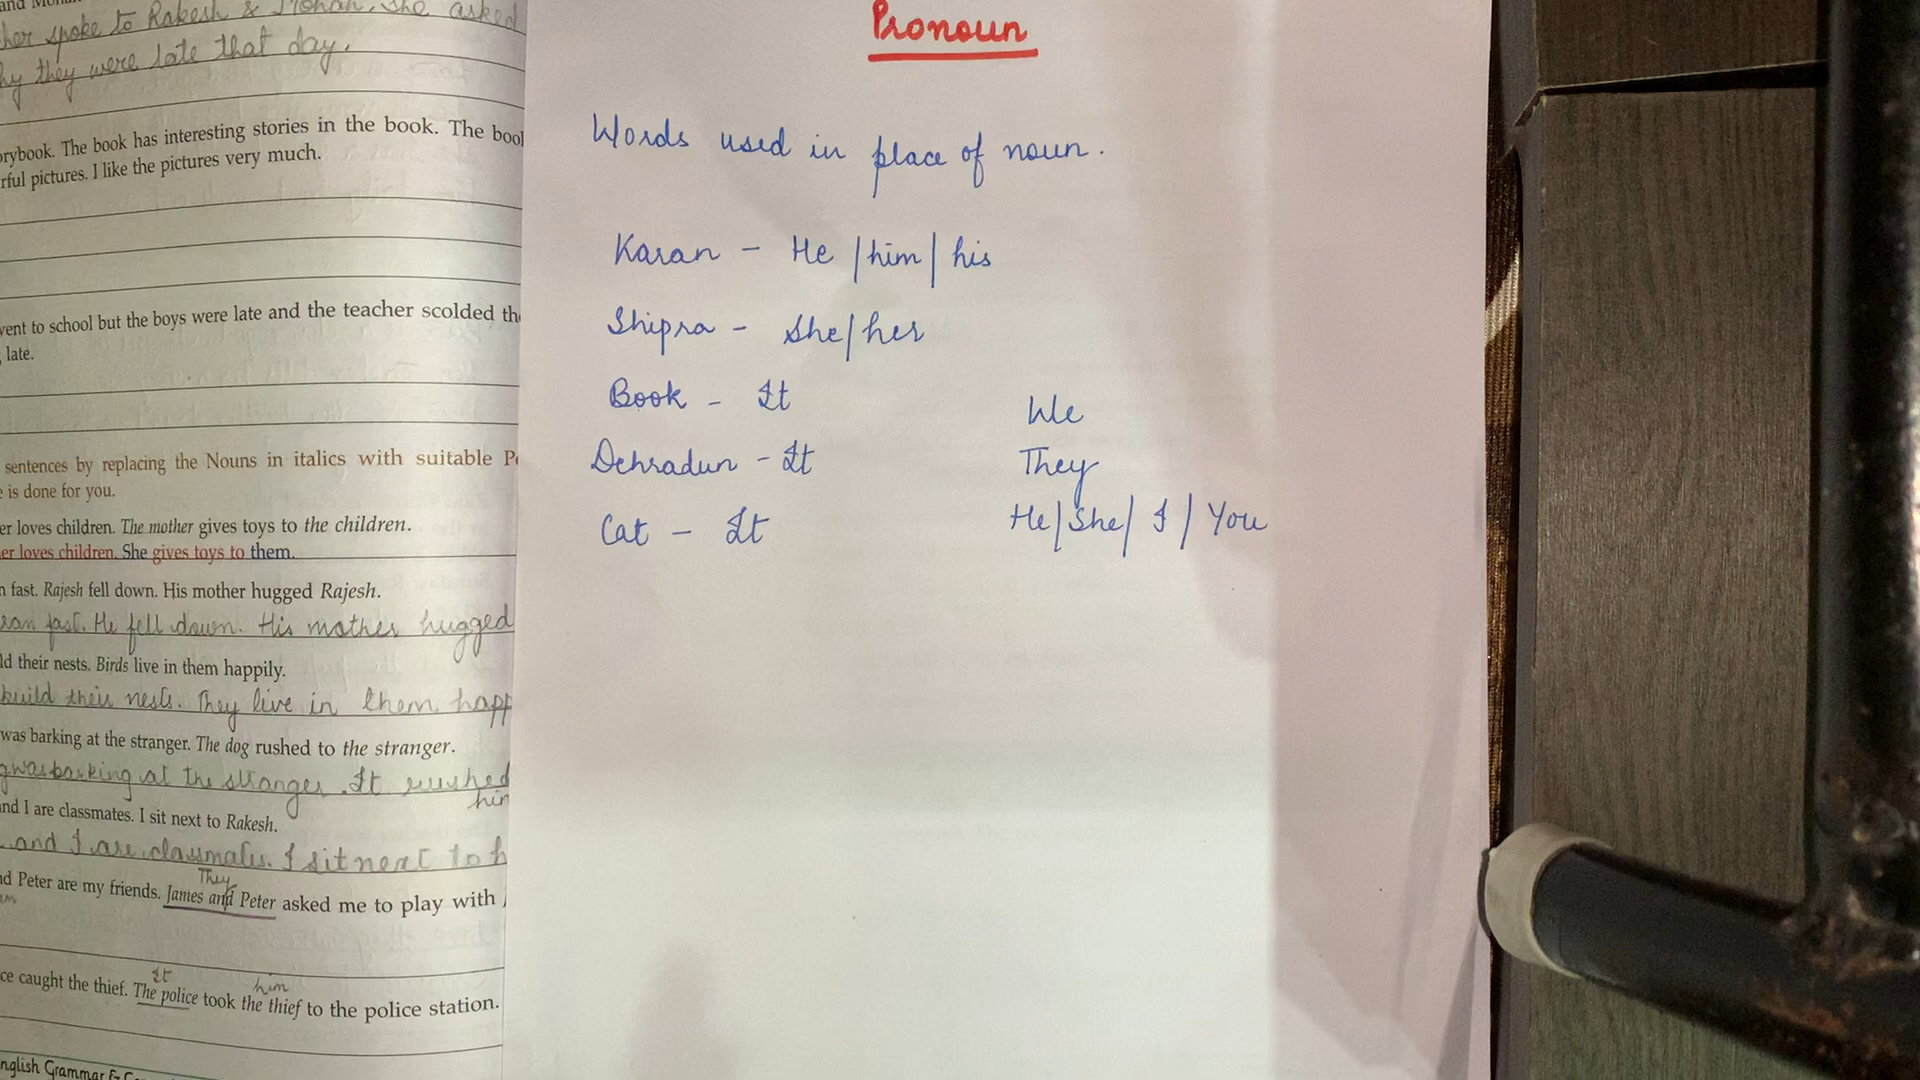 and
her spoke to Rakesh & Mohan. She asked
hy they were late that day.
orybook. The book has interesting stories in the book. The boo
rful pictures. I like the pictures very much.
vent to school but the boys were late and the teacher scolded th
late.
sentences by replacing the Nouns in italics with suitable P
e is done for you.
er loves children. The mother gives toys to the children.
er loves children. She gives toys to them.
n fast. Rajesh fell down. His mother hugged Rajesh.
ran fast. He fell down. His mother hugged
ld their nests. Birds live in them happily.
build their nests. They live in them happ
was barking at the stranger. The dog rushed to the stranger.
g was barking at the stranger. It rushed
him
nd I are classmates. I sit next to Rakesh.
and I are classmates. I sit next to h
They
nd Peter are my friends. James and Peter asked me to play with
It him
ce caught the thief. The police took the thief to the police station.
nglish Grammar &
Pronoun
Words used in place of noun.
Karan - He |him| his
Shipra - She/her
Book - It
Dehradun - It
Cat - It
We
They
He/She/ I / You